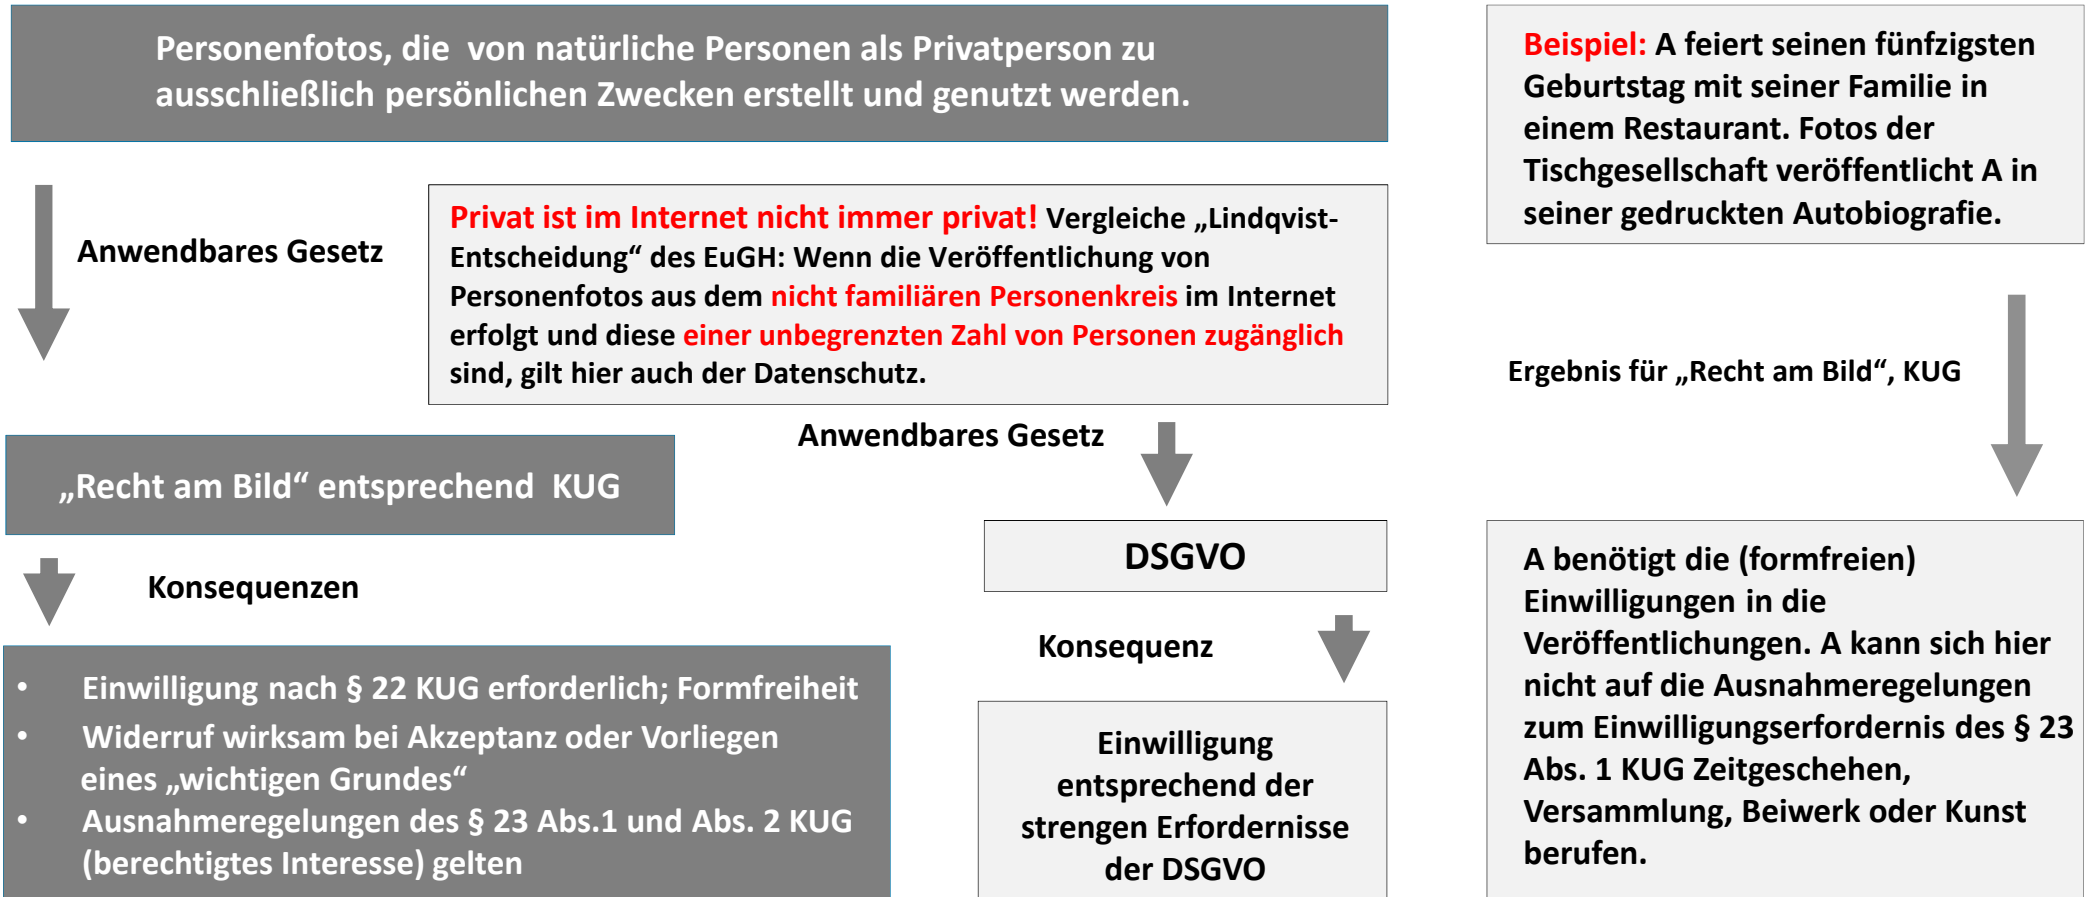 Personenfotos, die  von natürliche Personen als Privatperson zu
ausschließlich persönlichen Zwecken erstellt und genutzt werden.
Anwendbares Gesetz
Privat ist im Internet nicht immer privat! Vergleiche „Lindqvist-
Entscheidung“ des EuGH: Wenn die Veröffentlichung von
Personenfotos aus dem nicht familiären Personenkreis im Internet
erfolgt und diese einer unbegrenzten Zahl von Personen zugänglich
sind, gilt hier auch der Datenschutz.
„Recht am Bild“ entsprechend  KUG
Konsequenzen
• Einwilligung nach § 22 KUG erforderlich; Formfreiheit
• Widerruf wirksam bei Akzeptanz oder Vorliegen
eines „wichtigen Grundes“
• Ausnahmeregelungen des § 23 Abs.1 und Abs. 2 KUG
(berechtigtes Interesse) gelten
Anwendbares Gesetz
DSGVO
Konsequenz
Einwilligung
entsprechend der
strengen Erfordernisse
der DSGVO
Beispiel: A feiert seinen fünfzigsten
Geburtstag mit seiner Familie in
einem Restaurant. Fotos der
Tischgesellschaft veröffentlicht A in
seiner gedruckten Autobiografie.
Ergebnis für „Recht am Bild“, KUG
A benötigt die (formfreien)
Einwilligungen in die
Veröffentlichungen. A kann sich hier
nicht auf die Ausnahmeregelungen
zum Einwilligungserfordernis des § 23
Abs. 1 KUG Zeitgeschehen,
Versammlung, Beiwerk oder Kunst
berufen.